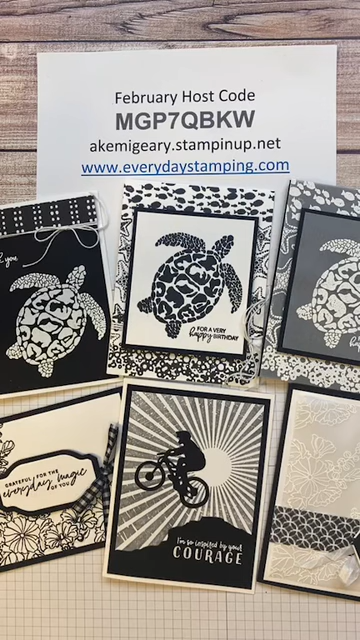 February Host Code
MGP7QBKW
akemigeary.stampinup.net
www.everydaystamping.com
you
FOR A VERY
happy BIRTHDAY
GRATEFUL FOR THE
everyday magic
OF YOU
I'm so inspired by your
COURAGE